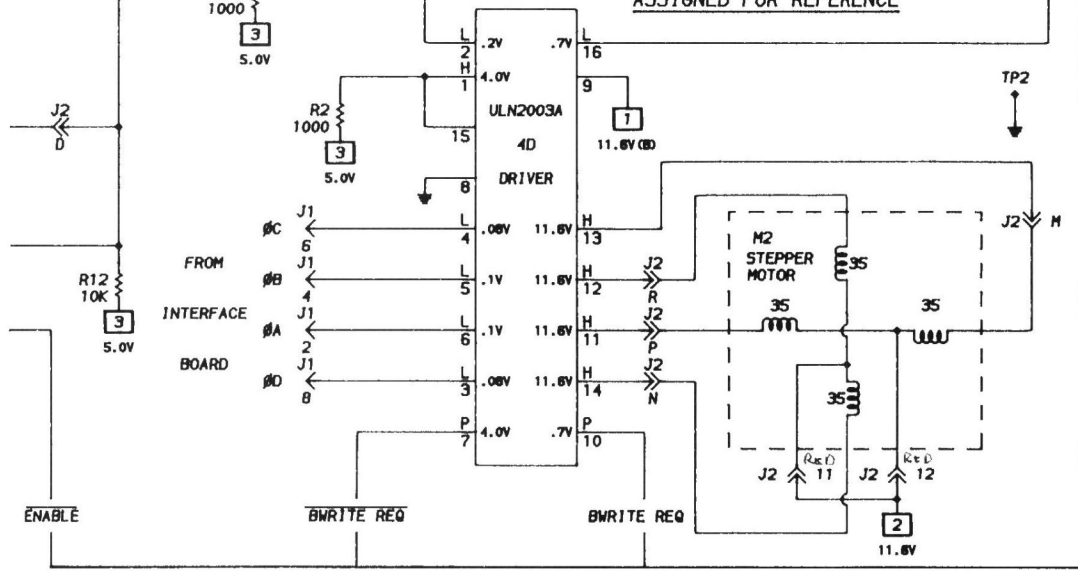 ASSIGNED FOR REFERENCE
1000
3
5.0V
L
2
.2V
.7V
L
16
H
1
4.0V
9
R2
1000
3
5.0V
15
ULN2003A
4D
DRIVER
1
11.6V(B)
TP2
J2
D
8
ØC
J1
6
L
4
.08V
11.6V
H
13
J2
M
M2
STEPPER
MOTOR
35
FROM
INTERFACE
BOARD
ØB
J1
4
L
5
.1V
11.6V
H
12
J2
R
R12
10K
3
5.0V
ØA
J1
2
L
6
.1V
11.6V
H
11
J2
P
35
35
ØD
J1
8
L
3
.08V
11.6V
H
14
J2
N
35
P
7
4.0V
.7V
P
10
RED
RED
J2
11
J2
12
ENABLE
BWRITE REQ
BWRITE REQ
2
11.6V